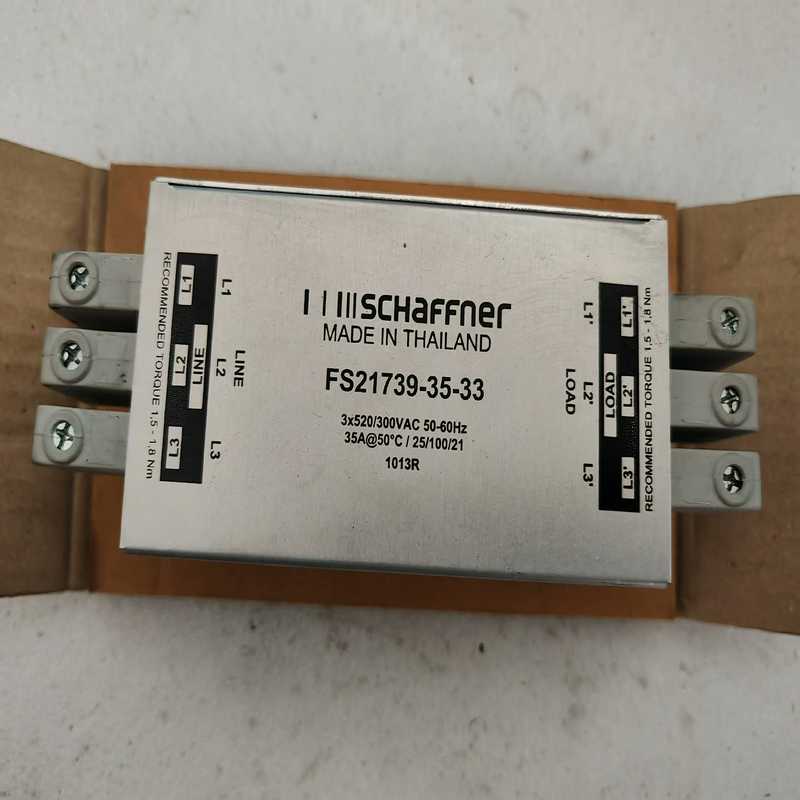 SCHAFFNER
MADE IN THAILAND
FS21739-35-33
3x520/300VAC 50-60Hz
35A@50°C / 25/100/21
1013R
RECOMMENDED TORQUE 1,5 - 1,8 Nm
L1
L2
L3
LINE
L1
LINE
L2
L3
L1'
L2'
LOAD
L3'
LOAD
L1'
L2'
L3'
RECOMMENDED TORQUE 1,5 - 1,8 Nm